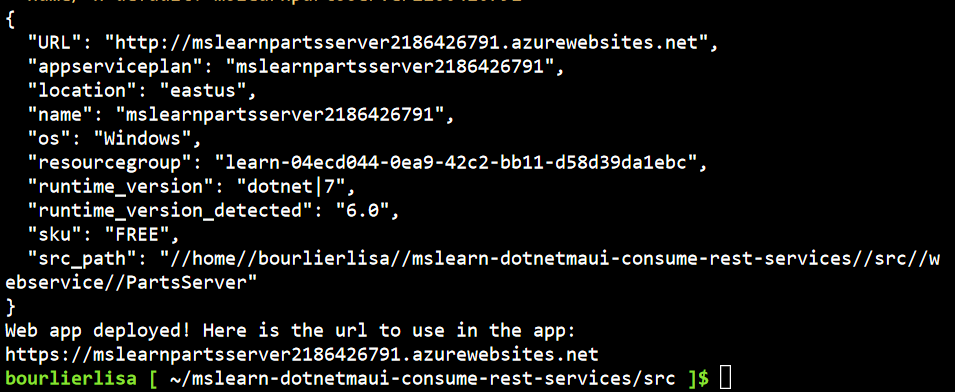 {
  "URL": "http://mslearnpartsserver2186426791.azurewebsites.net",
  "appserviceplan": "mslearnpartsserver2186426791",
  "location": "eastus",
  "name": "mslearnpartsserver2186426791",
  "os": "Windows",
  "resourcegroup": "learn-04ecd044-0ea9-42c2-bb11-d58d39da1ebc",
  "runtime_version": "dotnet|7",
  "runtime_version_detected": "6.0",
  "sku": "FREE",
  "src_path": "//home//bourlierlisa//mslearn-dotnetmaui-consume-rest-services//src//w
ebservice//PartsServer"
}
Web app deployed! Here is the url to use in the app:
https://mslearnpartsserver2186426791.azurewebsites.net
bourlierlisa [ ~/mslearn-dotnetmaui-consume-rest-services/src ]$